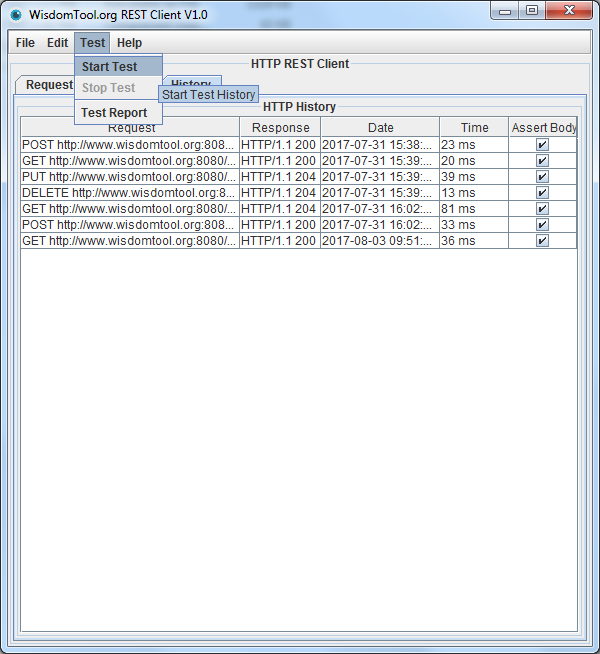 WisdomTool.org REST Client V1.0
File Edit Test Help
Start Test
Stop Test
Test Report
Start Test History
HTTP REST Client
Request
History
HTTP History
Request Response Date Time Assert Body
POST http://www.wisdomtool.org:808... HTTP/1.1 200 2017-07-31 15:38:... 23 ms
GET http://www.wisdomtool.org:8080/... HTTP/1.1 200 2017-07-31 15:39:... 20 ms
PUT http://www.wisdomtool.org:8080/... HTTP/1.1 204 2017-07-31 15:39:... 39 ms
DELETE http://www.wisdomtool.org:8... HTTP/1.1 204 2017-07-31 15:39:... 13 ms
GET http://www.wisdomtool.org:8080/... HTTP/1.1 204 2017-07-31 16:02:... 81 ms
POST http://www.wisdomtool.org:808... HTTP/1.1 200 2017-07-31 16:02:... 33 ms
GET http://www.wisdomtool.org:8080/... HTTP/1.1 200 2017-08-03 09:51:... 36 ms